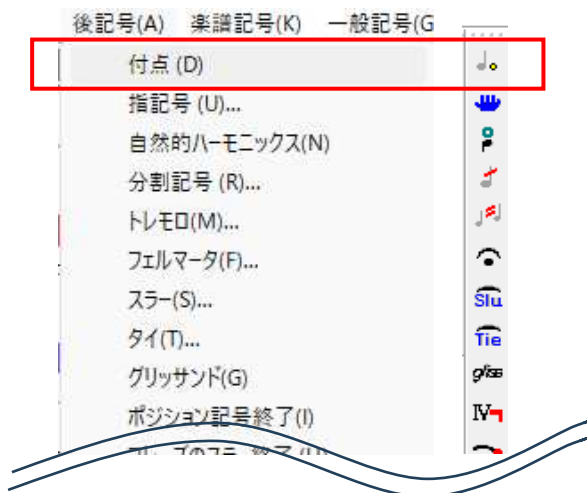 後記号(A) 楽譜記号(K) 一般記号(G
付点 (D)
指記号 (U)...
自然的ハーモニックス(N)
分割記号 (R)...
トレモロ(M)...
フェルマータ(F)...
スラー(S)...
Slu
タイ(T)...
Tie
グリッサンド(G)
gliss
ポジション記号終了(I)
IV